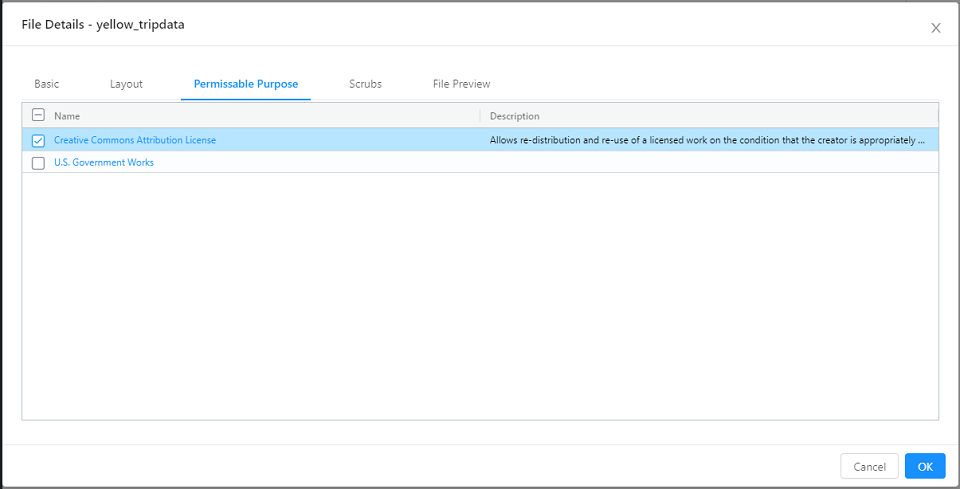 File Details - yellow_tripdata
X
Basic Layout Permissable Purpose Scrubs File Preview
Name Description
Creative Commons Attribution License Allows re-distribution and re-use of a licensed work on the condition that the creator is appropriately ...
U.S. Government Works
Cancel OK